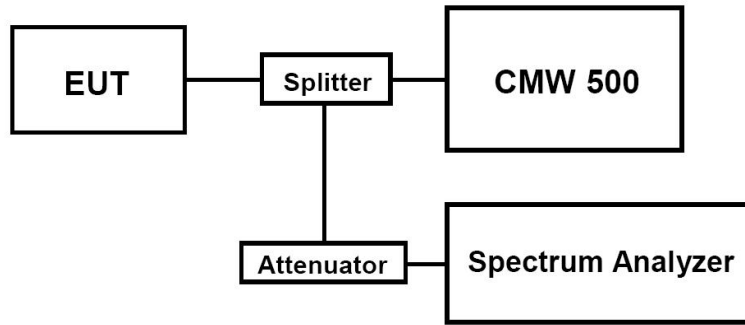 EUT
Splitter
CMW 500
Attenuator
Spectrum Analyzer